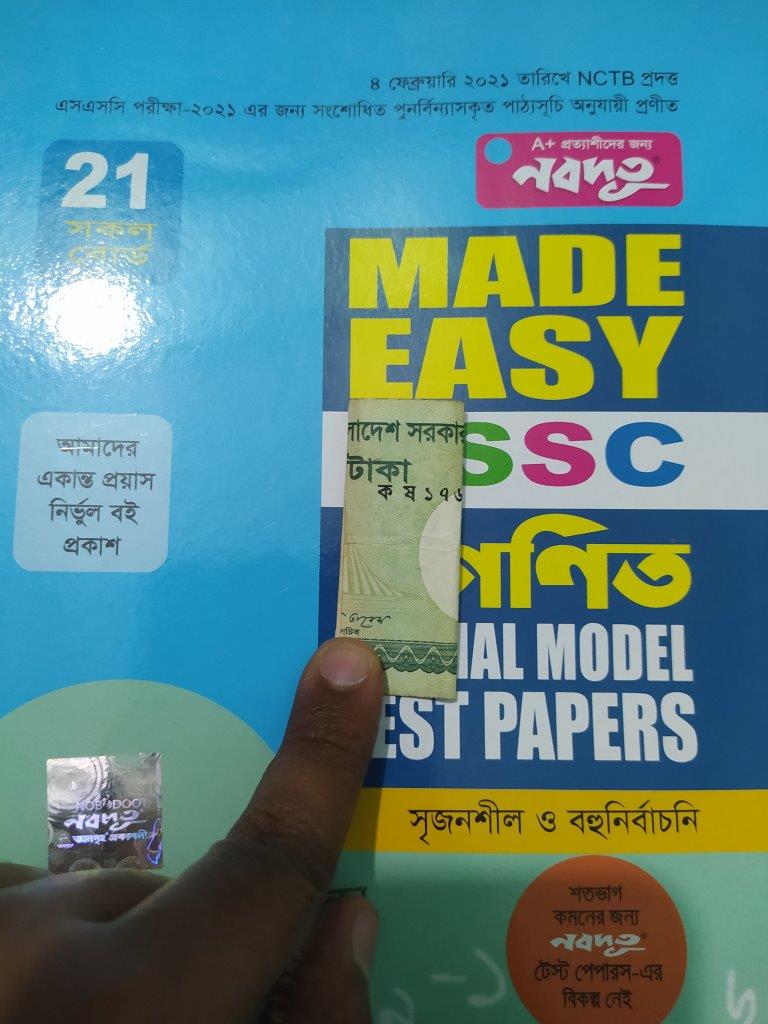 ৪ ফেব্রুয়ারি ২০২১ তারিখে NCTB প্রদত্ত
এসএসসি পরীক্ষা-২০২১ এর জন্য সংশোধিত পুনর্বিন্যাসকৃত পাঠ্যসূচি অনুযায়ী প্রণীত
21
সকল
বোর্ড
A+ প্রত্যাশীদের জন্য
নবদূত
MADE
EASY
SSC
গণিত
IAL MODEL
EST PAPERS
লাদেশ সরকার
টাকা
ক ষ ১৭৬
সচিব
আমাদের
একান্ত প্রয়াস
নির্ভুল বই
প্রকাশ
NOBODOOT
নবদূত
সৃজনশীল ও বহুনির্বাচনি
শতভাগ
কমনের জন্য
নবদূত
টেস্ট পেপারস-এর
বিকল্প নেই